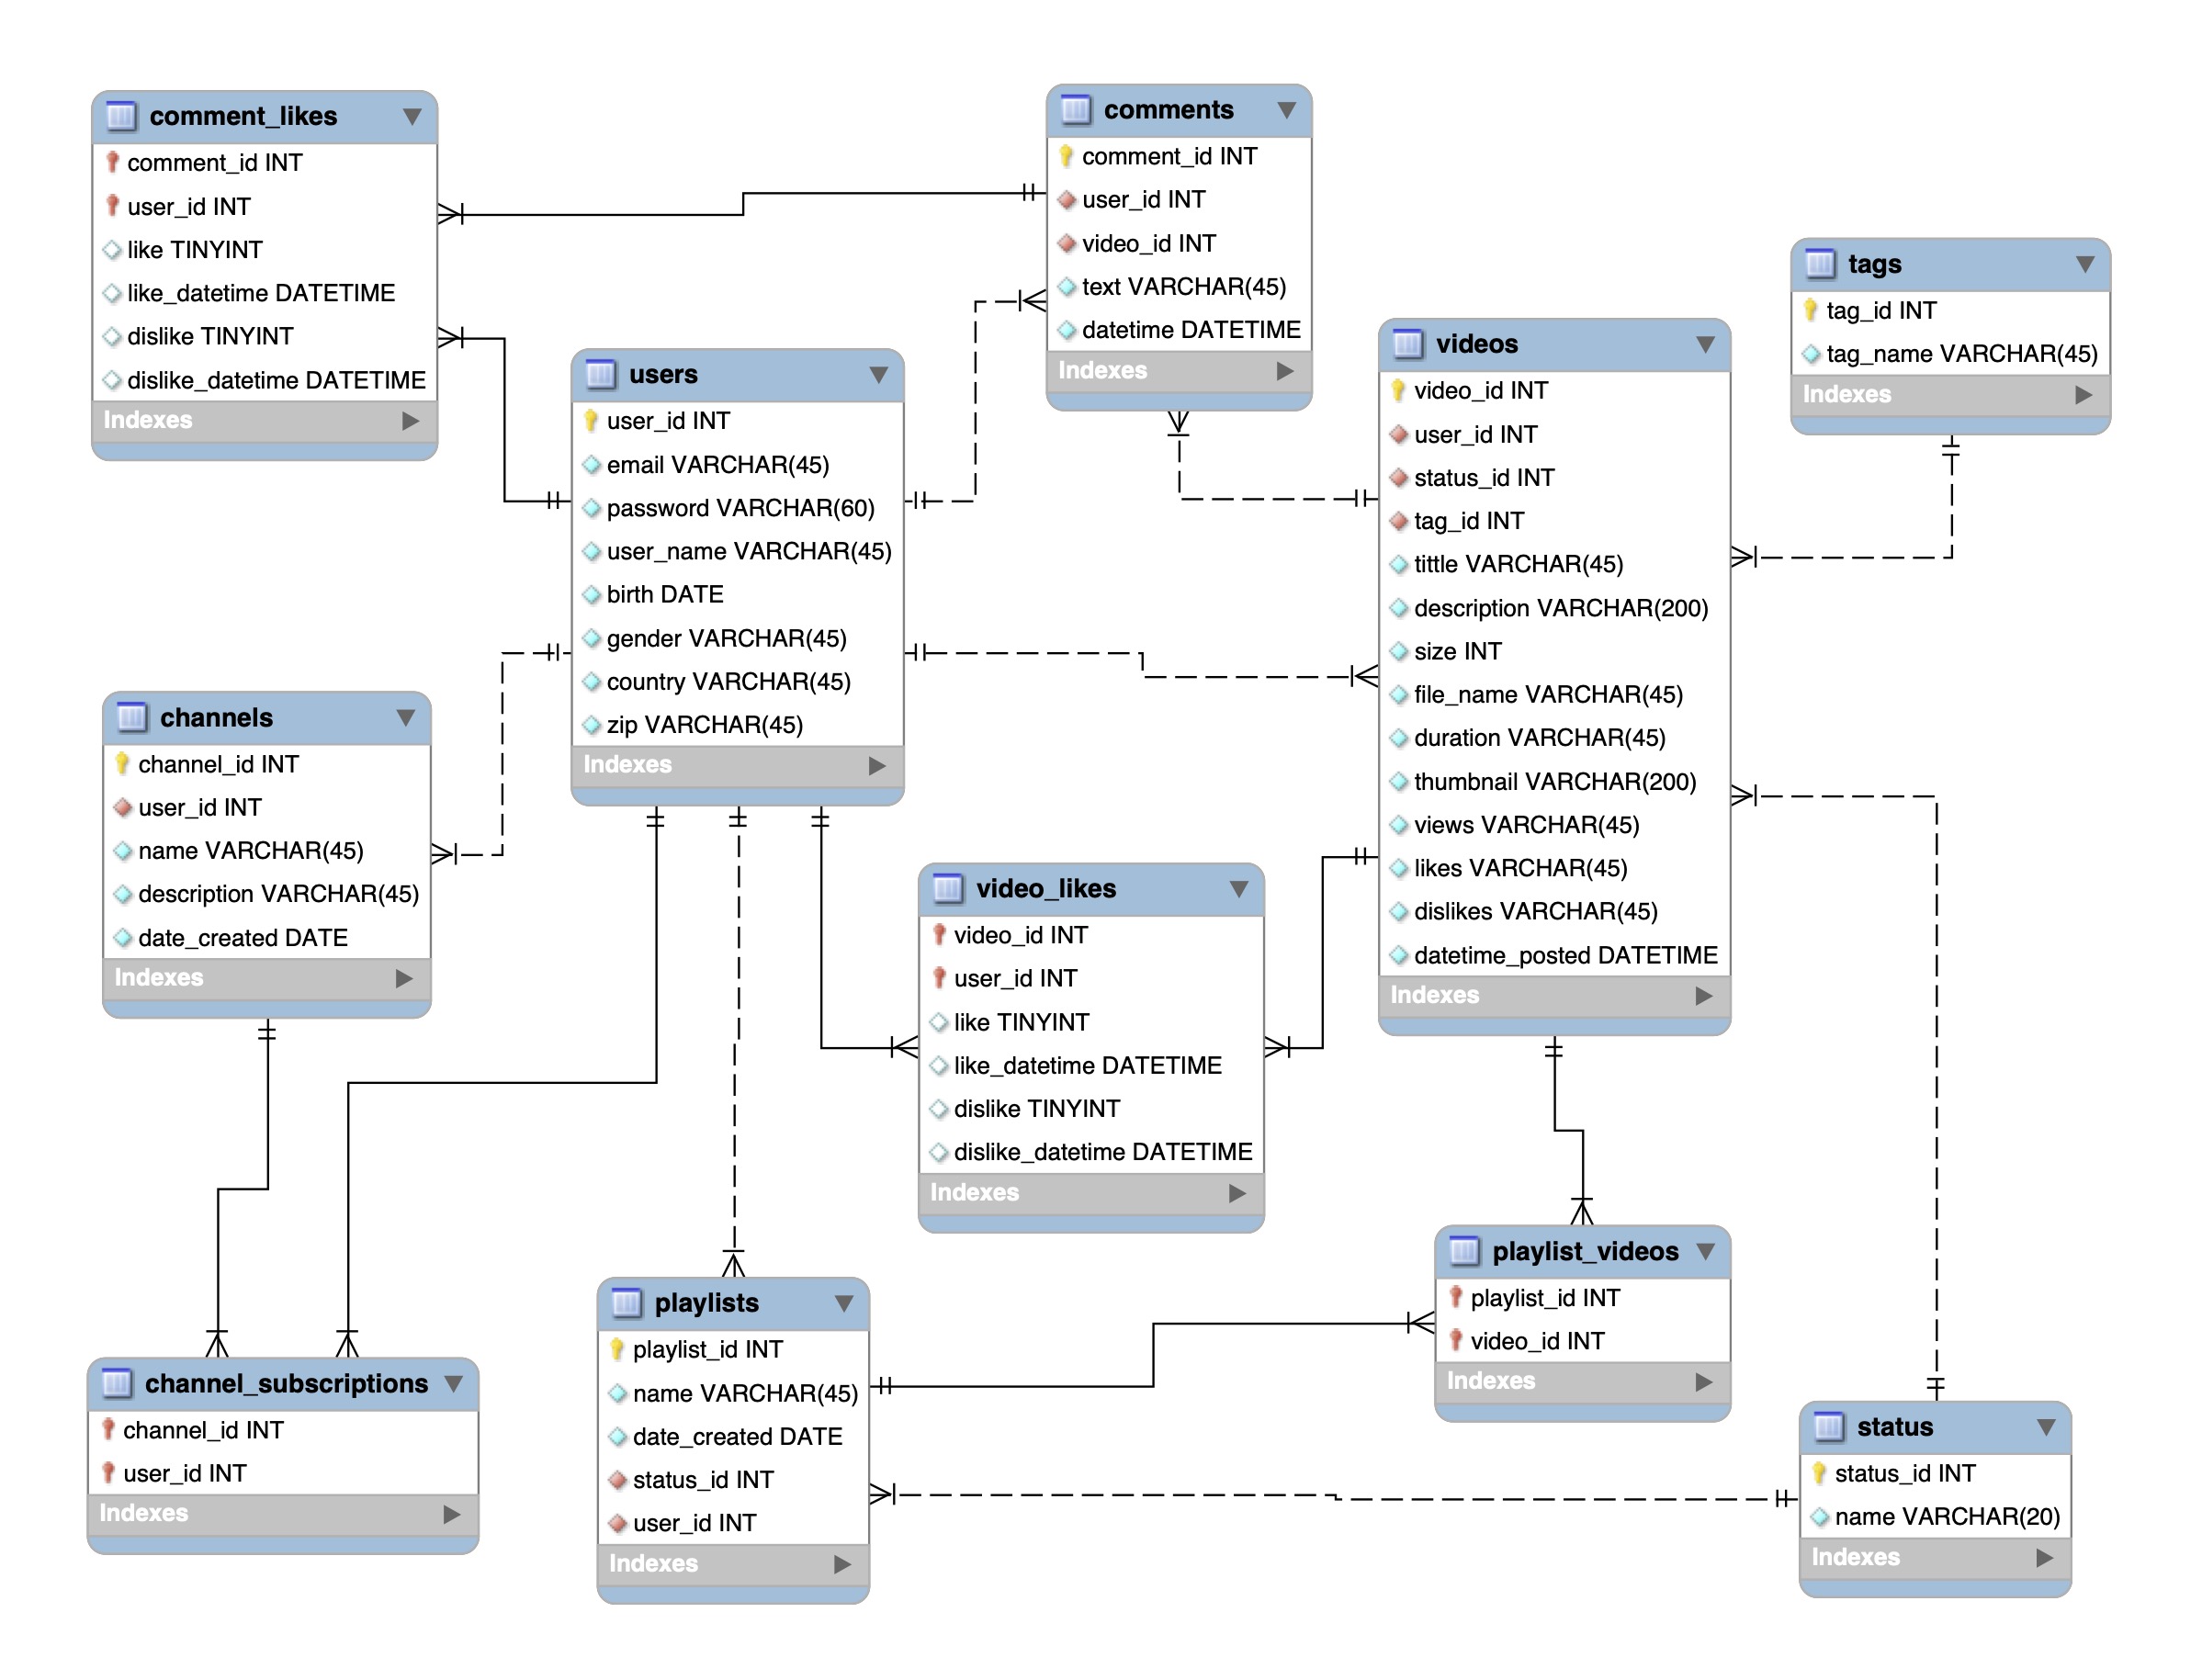 comment_likes
comment_id INT
user_id INT
like TINYINT
like_datetime DATETIME
dislike TINYINT
dislike_datetime DATETIME
Indexes
comments
comment_id INT
user_id INT
video_id INT
text VARCHAR(45)
datetime DATETIME
Indexes
tags
tag_id INT
tag_name VARCHAR(45)
Indexes
users
user_id INT
email VARCHAR(45)
password VARCHAR(60)
user_name VARCHAR(45)
birth DATE
gender VARCHAR(45)
country VARCHAR(45)
zip VARCHAR(45)
Indexes
videos
video_id INT
user_id INT
status_id INT
tag_id INT
tittle VARCHAR(45)
description VARCHAR(200)
size INT
file_name VARCHAR(45)
duration VARCHAR(45)
thumbnail VARCHAR(200)
views VARCHAR(45)
likes VARCHAR(45)
dislikes VARCHAR(45)
datetime_posted DATETIME
Indexes
channels
channel_id INT
user_id INT
name VARCHAR(45)
description VARCHAR(45)
date_created DATE
Indexes
video_likes
video_id INT
user_id INT
like TINYINT
like_datetime DATETIME
dislike TINYINT
dislike_datetime DATETIME
Indexes
playlist_videos
playlist_id INT
video_id INT
Indexes
channel_subscriptions
channel_id INT
user_id INT
Indexes
playlists
playlist_id INT
name VARCHAR(45)
date_created DATE
status_id INT
user_id INT
Indexes
status
status_id INT
name VARCHAR(20)
Indexes